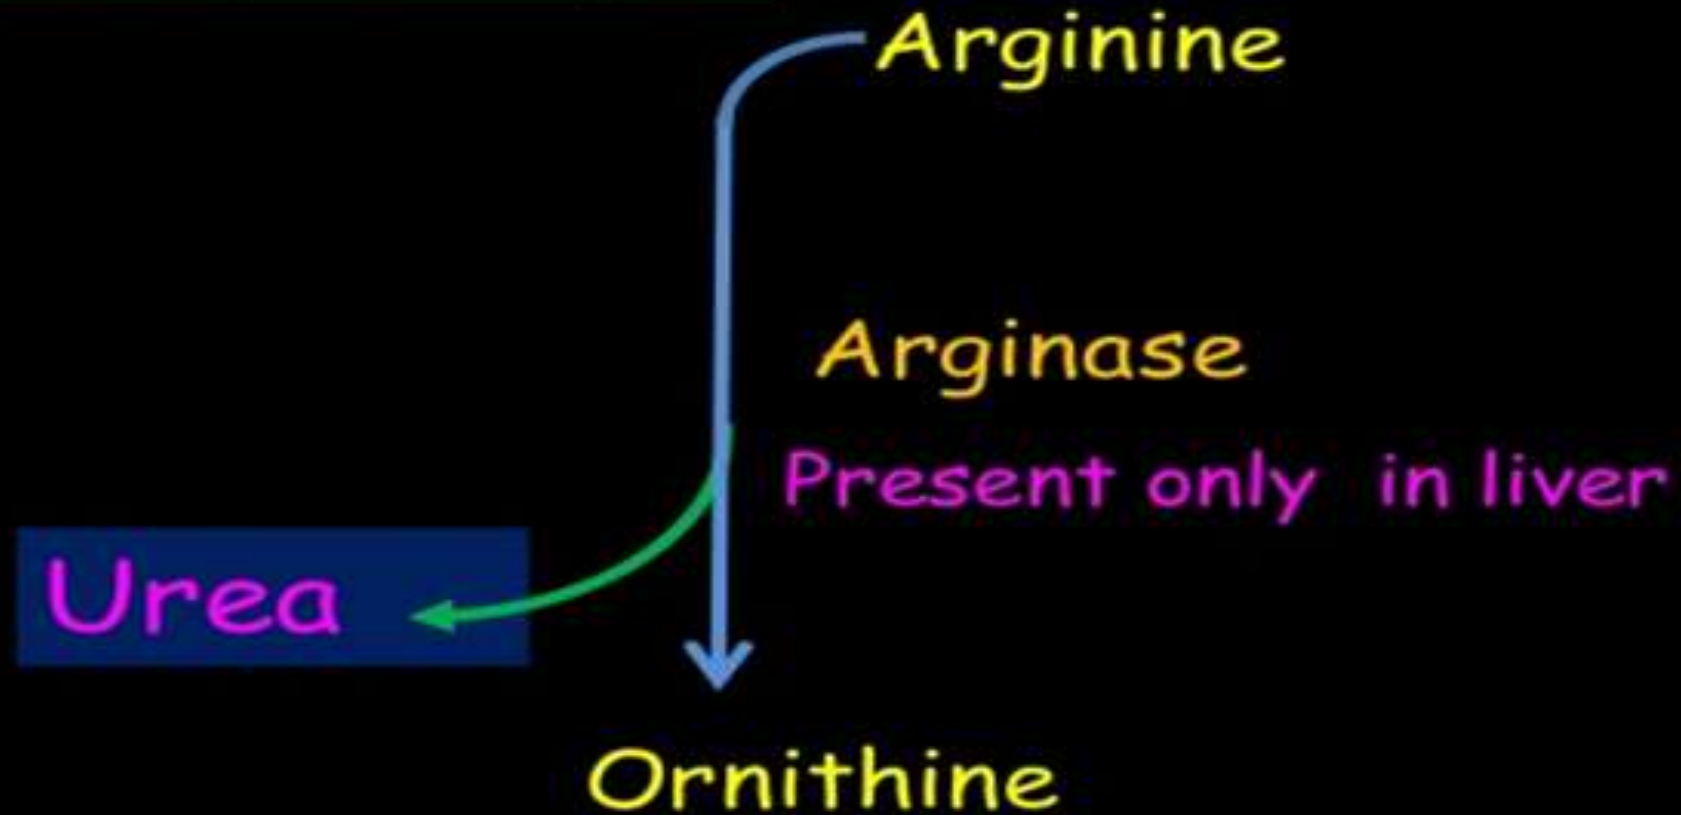 Arginine
Arginase
Present only in liver
Urea
Ornithine